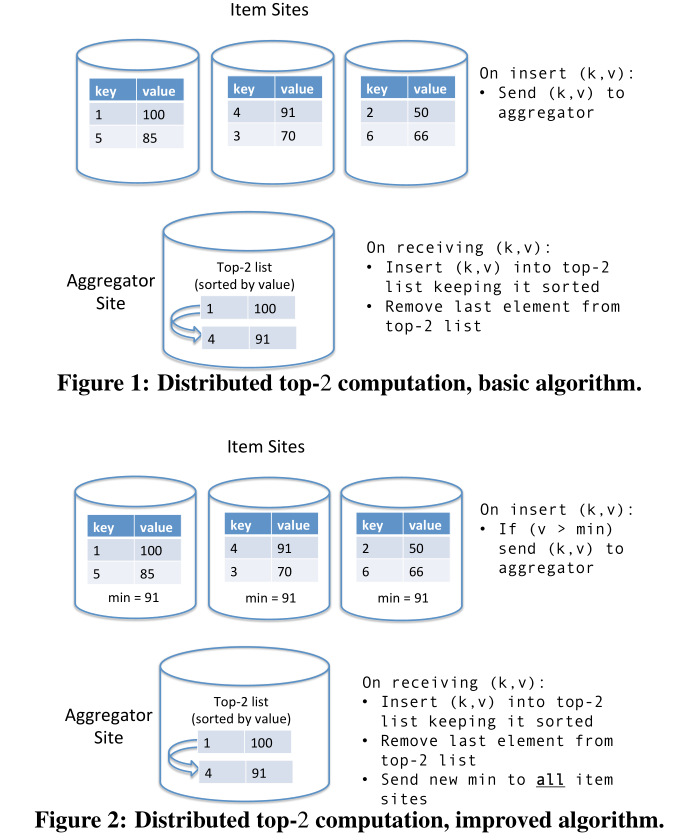 Item Sites
key value
1 100
5 85
key value
4 91
3 70
key value
2 50
6 66
On insert (k,v):
• Send (k,v) to
aggregator
Aggregator
Site
Top-2 list
(sorted by value)
1 100
4 91
On receiving (k,v):
• Insert (k,v) into top-2
list keeping it sorted
• Remove last element from
top-2 list
Figure 1: Distributed top-2 computation, basic algorithm.
Item Sites
key value
1 100
5 85
min = 91
key value
4 91
3 70
min = 91
key value
2 50
6 66
min = 91
On insert (k,v):
• If (v > min)
send (k,v) to
aggregator
Aggregator
Site
Top-2 list
(sorted by value)
1 100
4 91
On receiving (k,v):
• Insert (k,v) into top-2
list keeping it sorted
• Remove last element from
top-2 list
• Send new min to all item
sites
Figure 2: Distributed top-2 computation, improved algorithm.